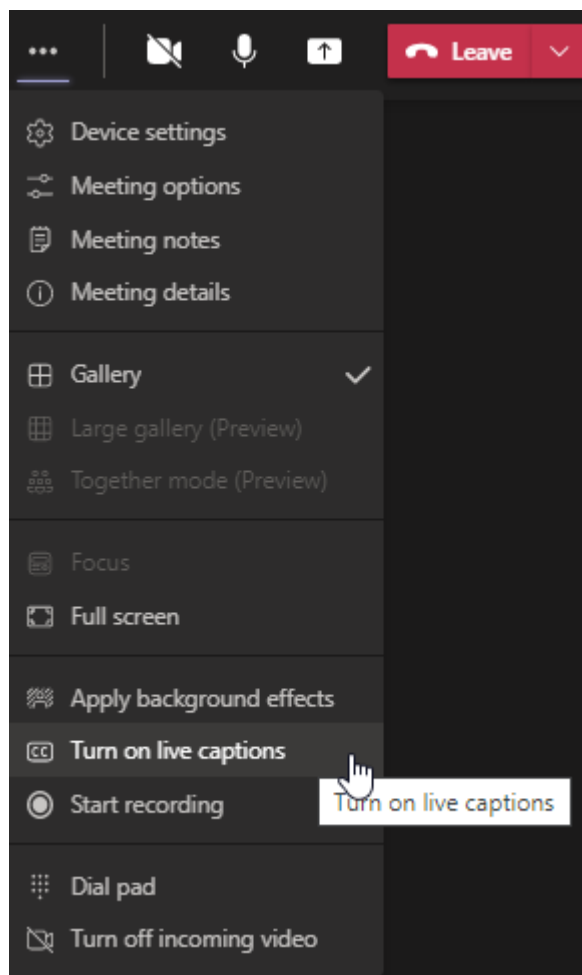 Leave
Device settings
Meeting options
Meeting notes
Meeting details
Gallery
Large gallery (Preview)
Together mode (Preview)
Focus
Full screen
Apply background effects
CC Turn on live captions
Start recording
Turn on live captions
Dial pad
Turn off incoming video